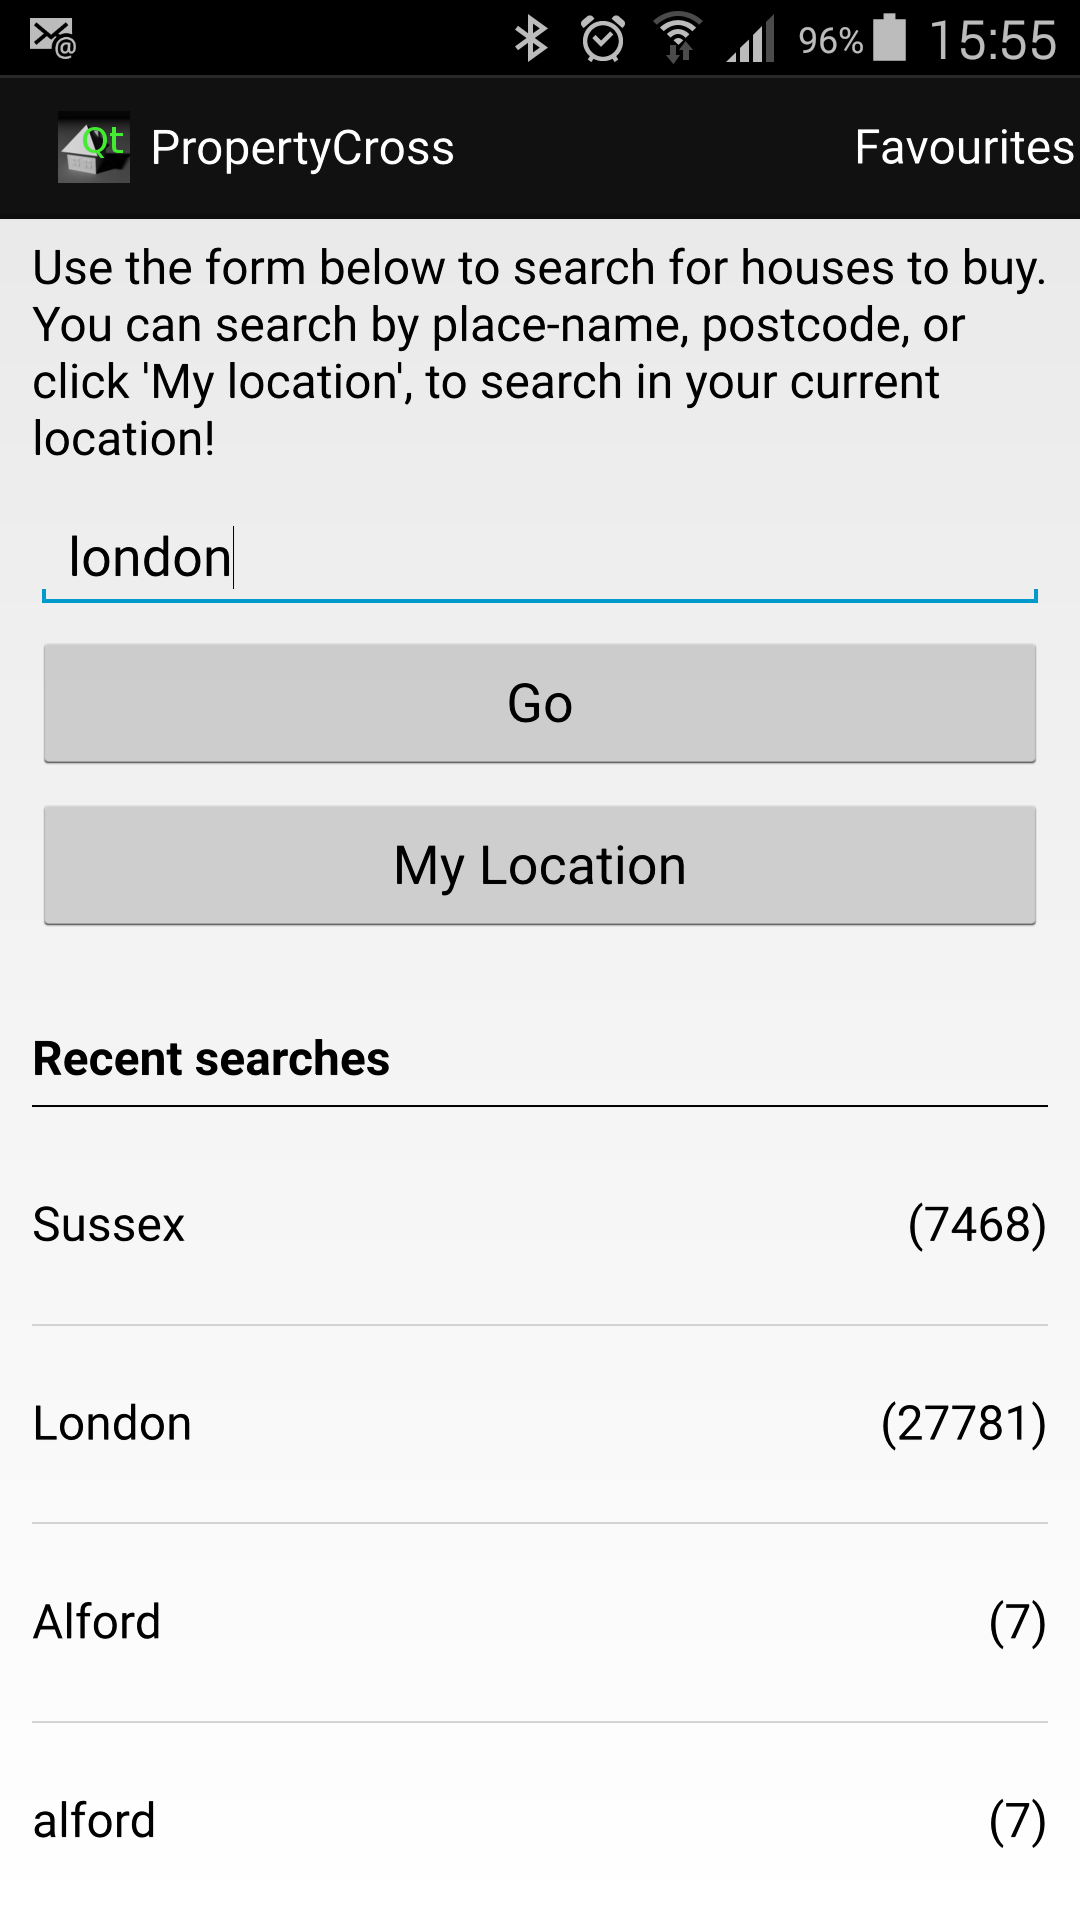 96% 15:55
Qt PropertyCross Favourites
Use the form below to search for houses to buy.
You can search by place-name, postcode, or
click 'My location', to search in your current
location!
london
Go
My Location
Recent searches
Sussex (7468)
London (27781)
Alford (7)
alford (7)